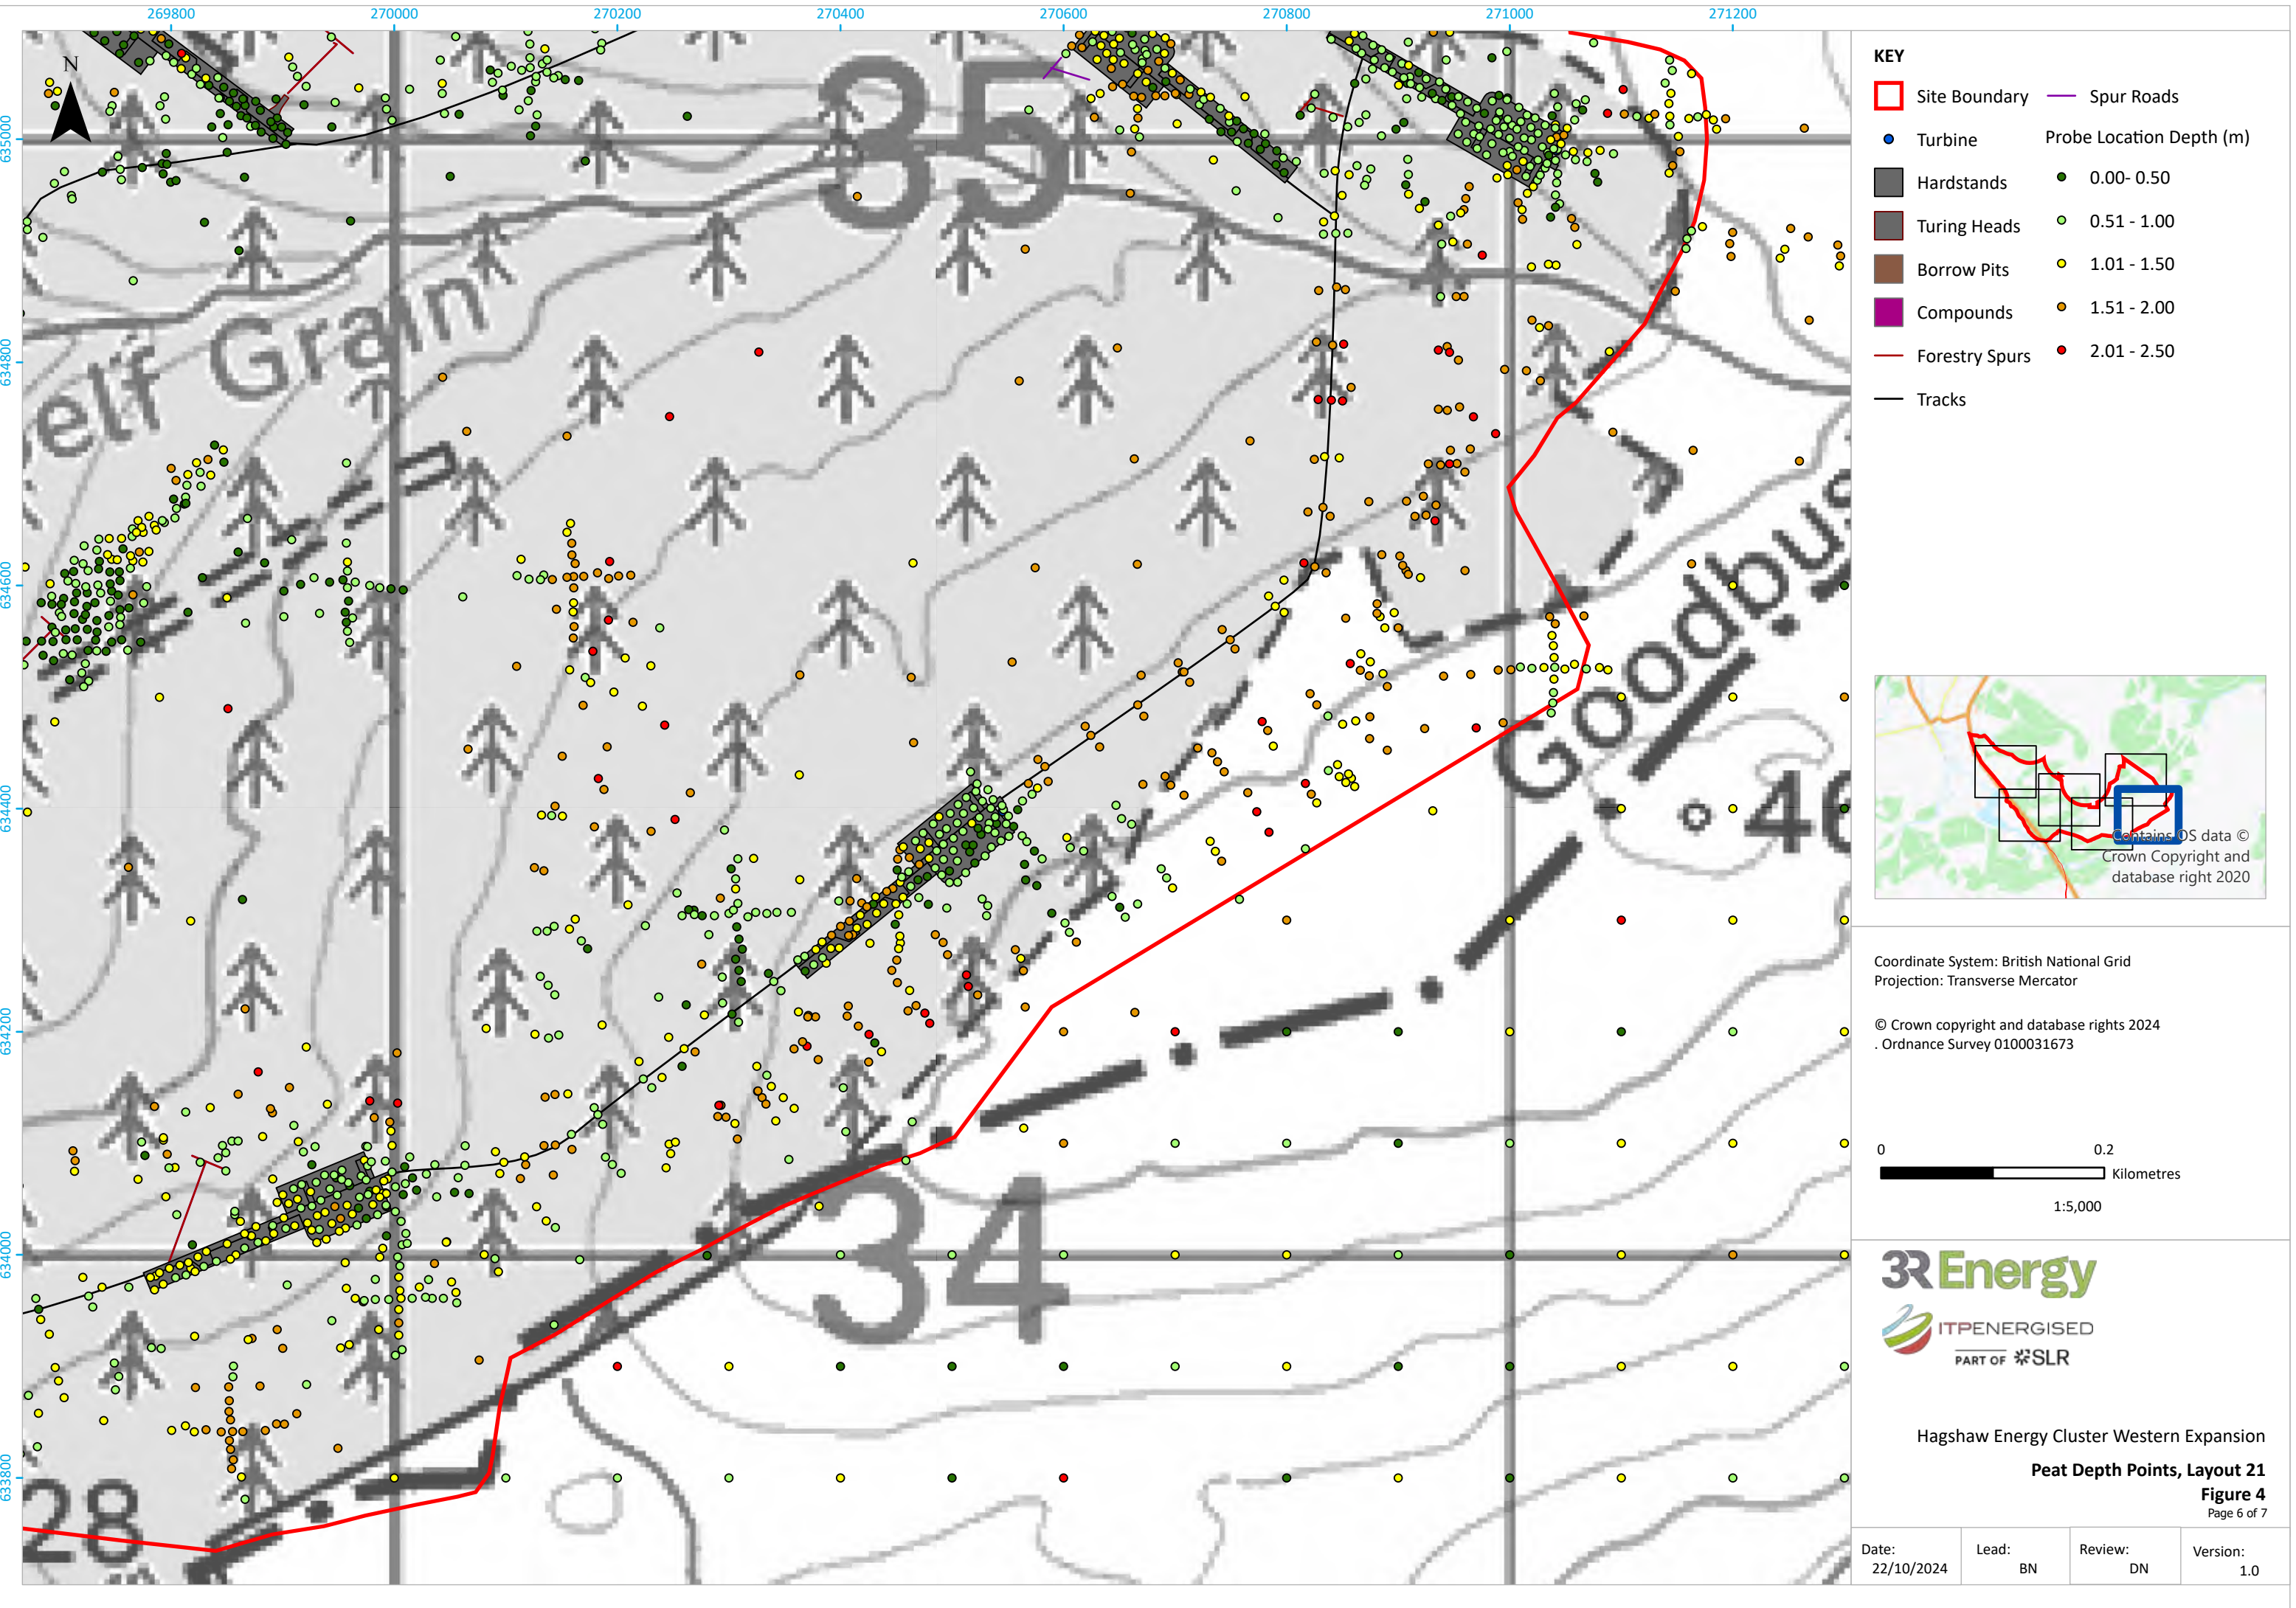 269800 270000 270200 270400 270600 270800 271000 271200
635000
634800
634600
634400
634200
634000
633800
N
35
elf Grain
Goodbus
46
34
28
KEY
Site Boundary
Spur Roads
Turbine
Probe Location Depth (m)
Hardstands
0.00- 0.50
Turing Heads
0.51 - 1.00
Borrow Pits
1.01 - 1.50
Compounds
1.51 - 2.00
Forestry Spurs
2.01 - 2.50
Tracks
Contains OS data ©
Crown Copyright and
database right 2020
Coordinate System: British National Grid
Projection: Transverse Mercator
© Crown copyright and database rights 2024
. Ordnance Survey 0100031673
0 0.2
Kilometres
1:5,000
3R Energy
ITPENERGISED
PART OF SLR
Hagshaw Energy Cluster Western Expansion
Peat Depth Points, Layout 21
Figure 4
Page 6 of 7
Date: Lead: Review: Version:
22/10/2024 BN DN 1.0